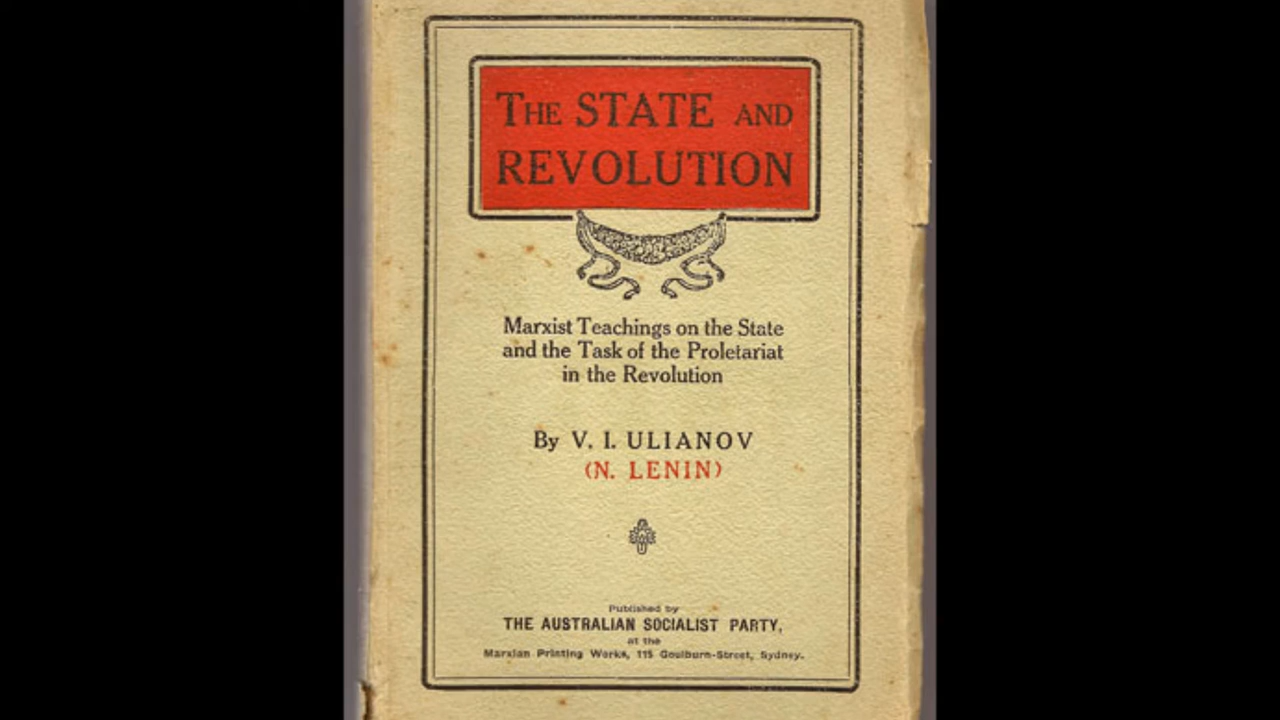 THE STATE AND
REVOLUTION
Marxist Teachings on the State
and the Task of the Proletariat
in the Revolution
By V. I. ULIANOV
(N. LENIN)
Published by
THE AUSTRALIAN SOCIALIST PARTY,
at the
Marxian Printing Works, 115 Goulburn-Street, Sydney.